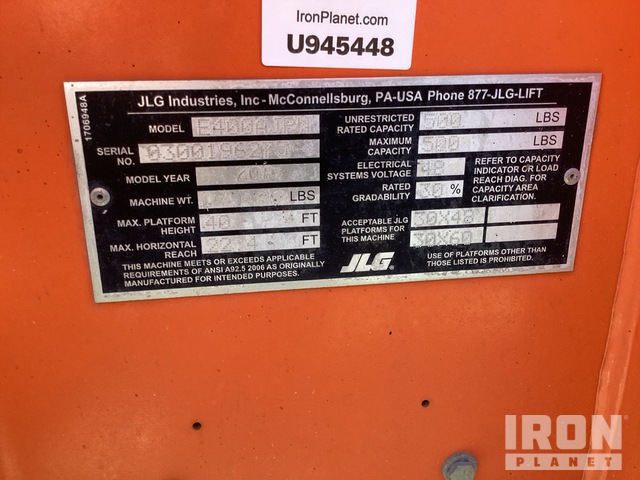 IronPlanet.com
U945448
1706948A
JLG Industries, Inc - McConnellsburg, PA-USA Phone 877-JLG-LIFT
MODEL
SERIAL NO.
MODEL YEAR
MACHINE WT. LBS
MAX. PLATFORM HEIGHT 40 FT
MAX. HORIZONTAL REACH FT
THIS MACHINE MEETS OR EXCEEDS APPLICABLE
REQUIREMENTS OF ANSI A92.5 2006 AS ORIGINALLY
MANUFACTURED FOR INTENDED PURPOSES.
UNRESTRICTED RATED CAPACITY 500 LBS
MAXIMUM CAPACITY 500 LBS
ELECTRICAL SYSTEMS VOLTAGE 48
RATED GRADABILITY 30 %
REFER TO CAPACITY
INDICATOR OR LOAD
REACH DIAG. FOR
CAPACITY AREA
CLARIFICATION.
ACCEPTABLE JLG
PLATFORMS FOR
THIS MACHINE
30X48
30X60
JLG
USE OF PLATFORMS OTHER THAN
THOSE LISTED IS PROHIBITED.
IRON
PLANET